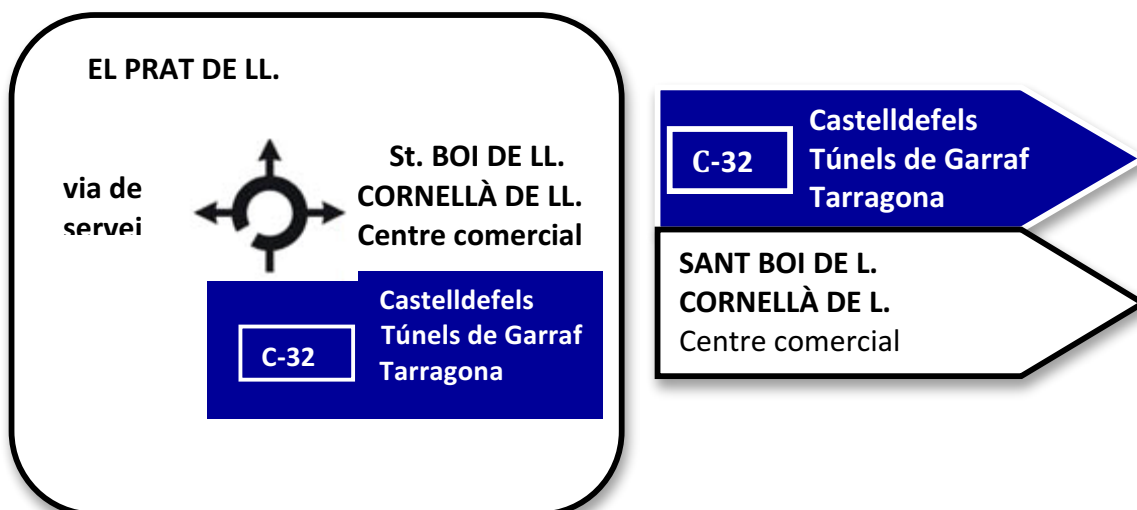 EL PRAT DE LL.
via de
servei
St. BOI DE LL.
CORNELLÀ DE LL.
Centre comercial
C-32
Castelldefels
Túnels de Garraf
Tarragona
C-32
Castelldefels
Túnels de Garraf
Tarragona
SANT BOI DE L.
CORNELLÀ DE L.
Centre comercial